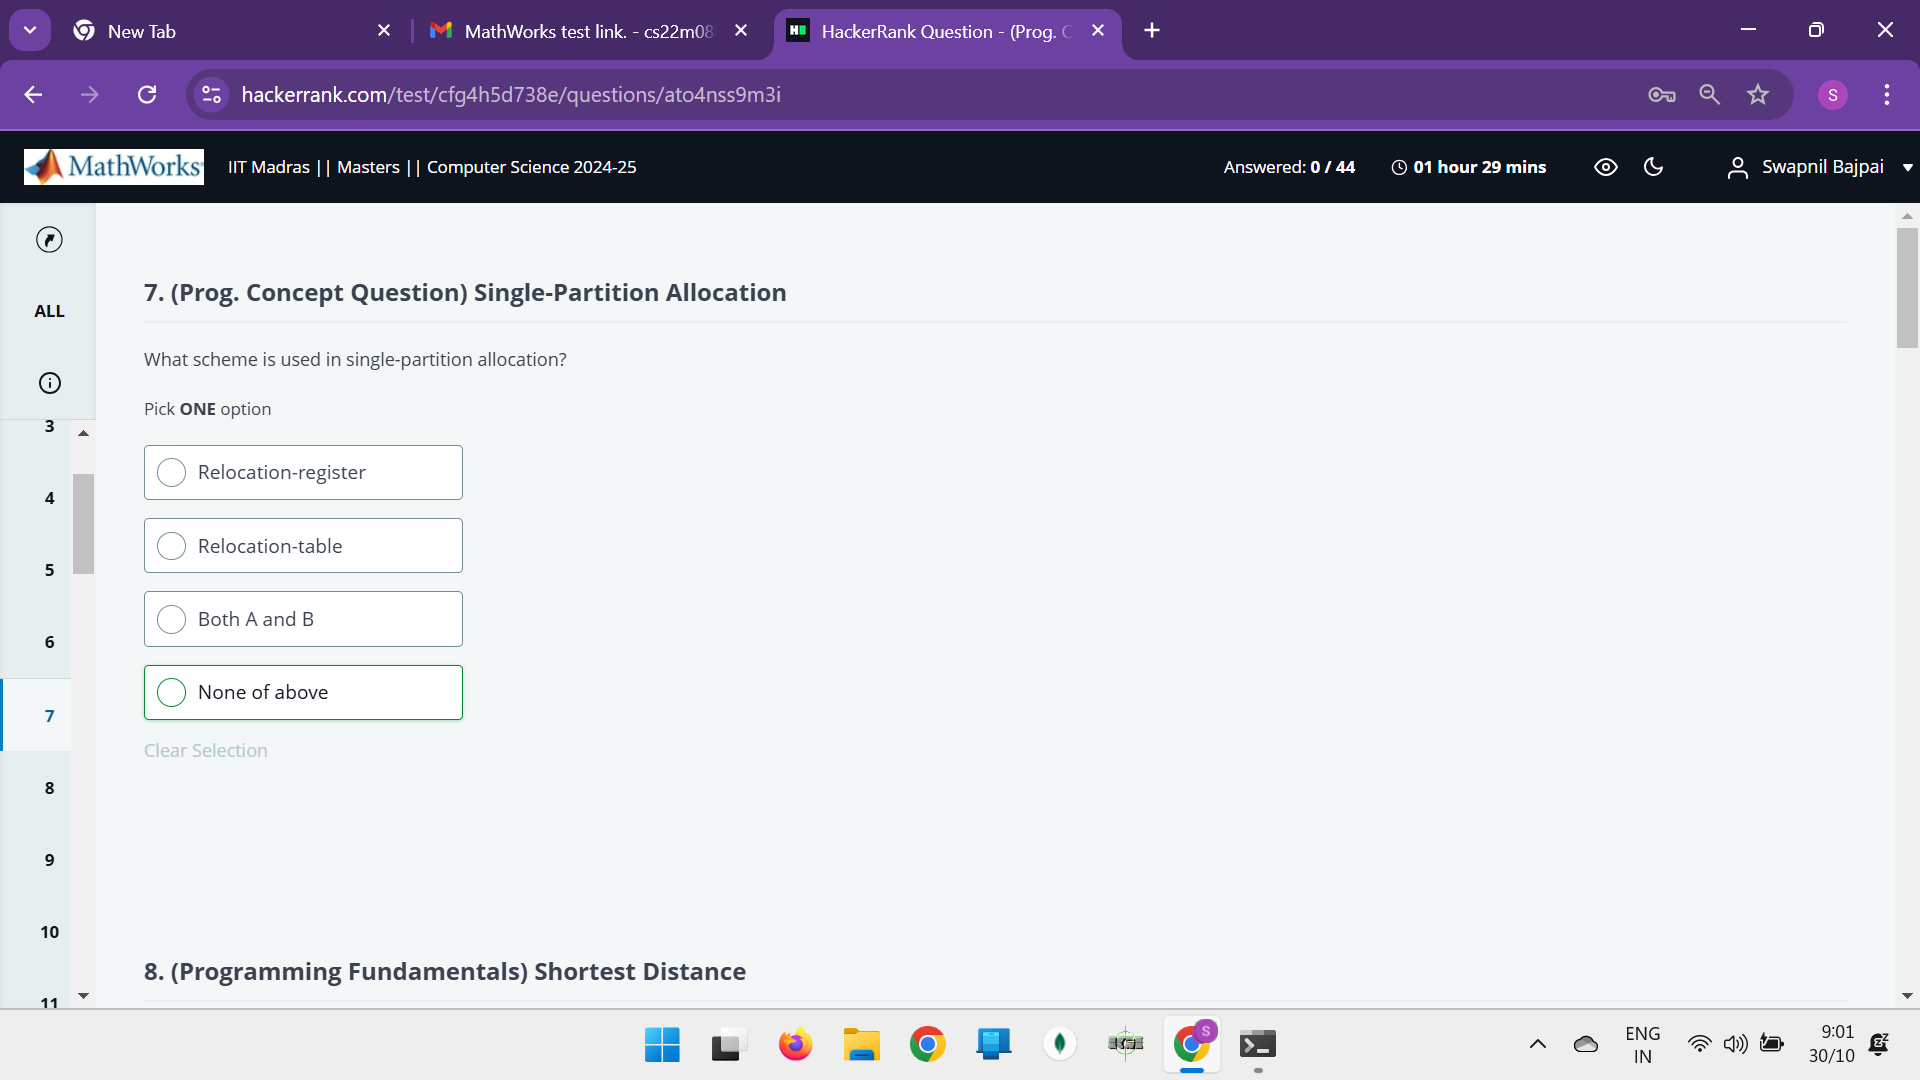 New Tab
MathWorks test link. - cs22m08
HackerRank Question - (Prog. C
hackerrank.com/test/cfg4h5d738e/questions/ato4nss9m3i
S
MathWorks
IIT Madras || Masters || Computer Science 2024-25
Answered: 0 / 44
01 hour 29 mins
Swapnil Bajpai
ALL
3
4
5
6
7
8
9
10
11
7. (Prog. Concept Question) Single-Partition Allocation
What scheme is used in single-partition allocation?
Pick ONE option
Relocation-register
Relocation-table
Both A and B
None of above
Clear Selection
8. (Programming Fundamentals) Shortest Distance
S
ENG
IN
9:01
30/10